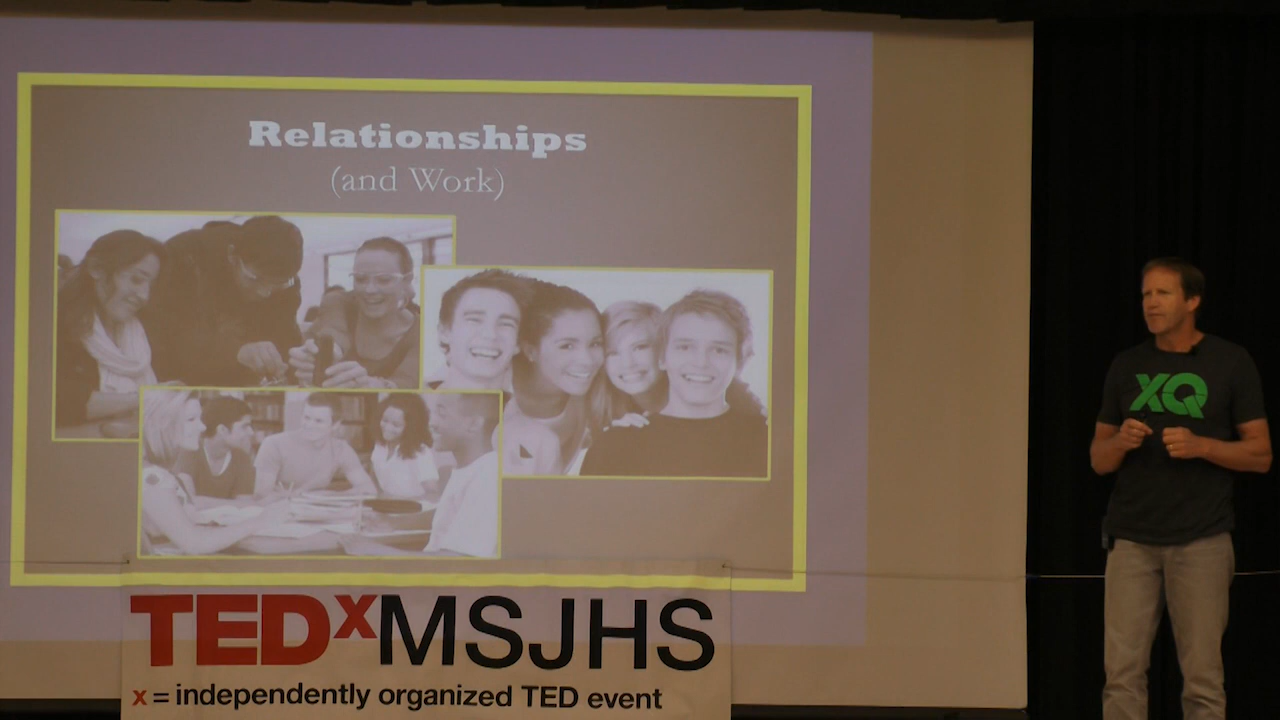 Relationships
(and Work)
XQ
TEDxMSJHS
x = independently organized TED event